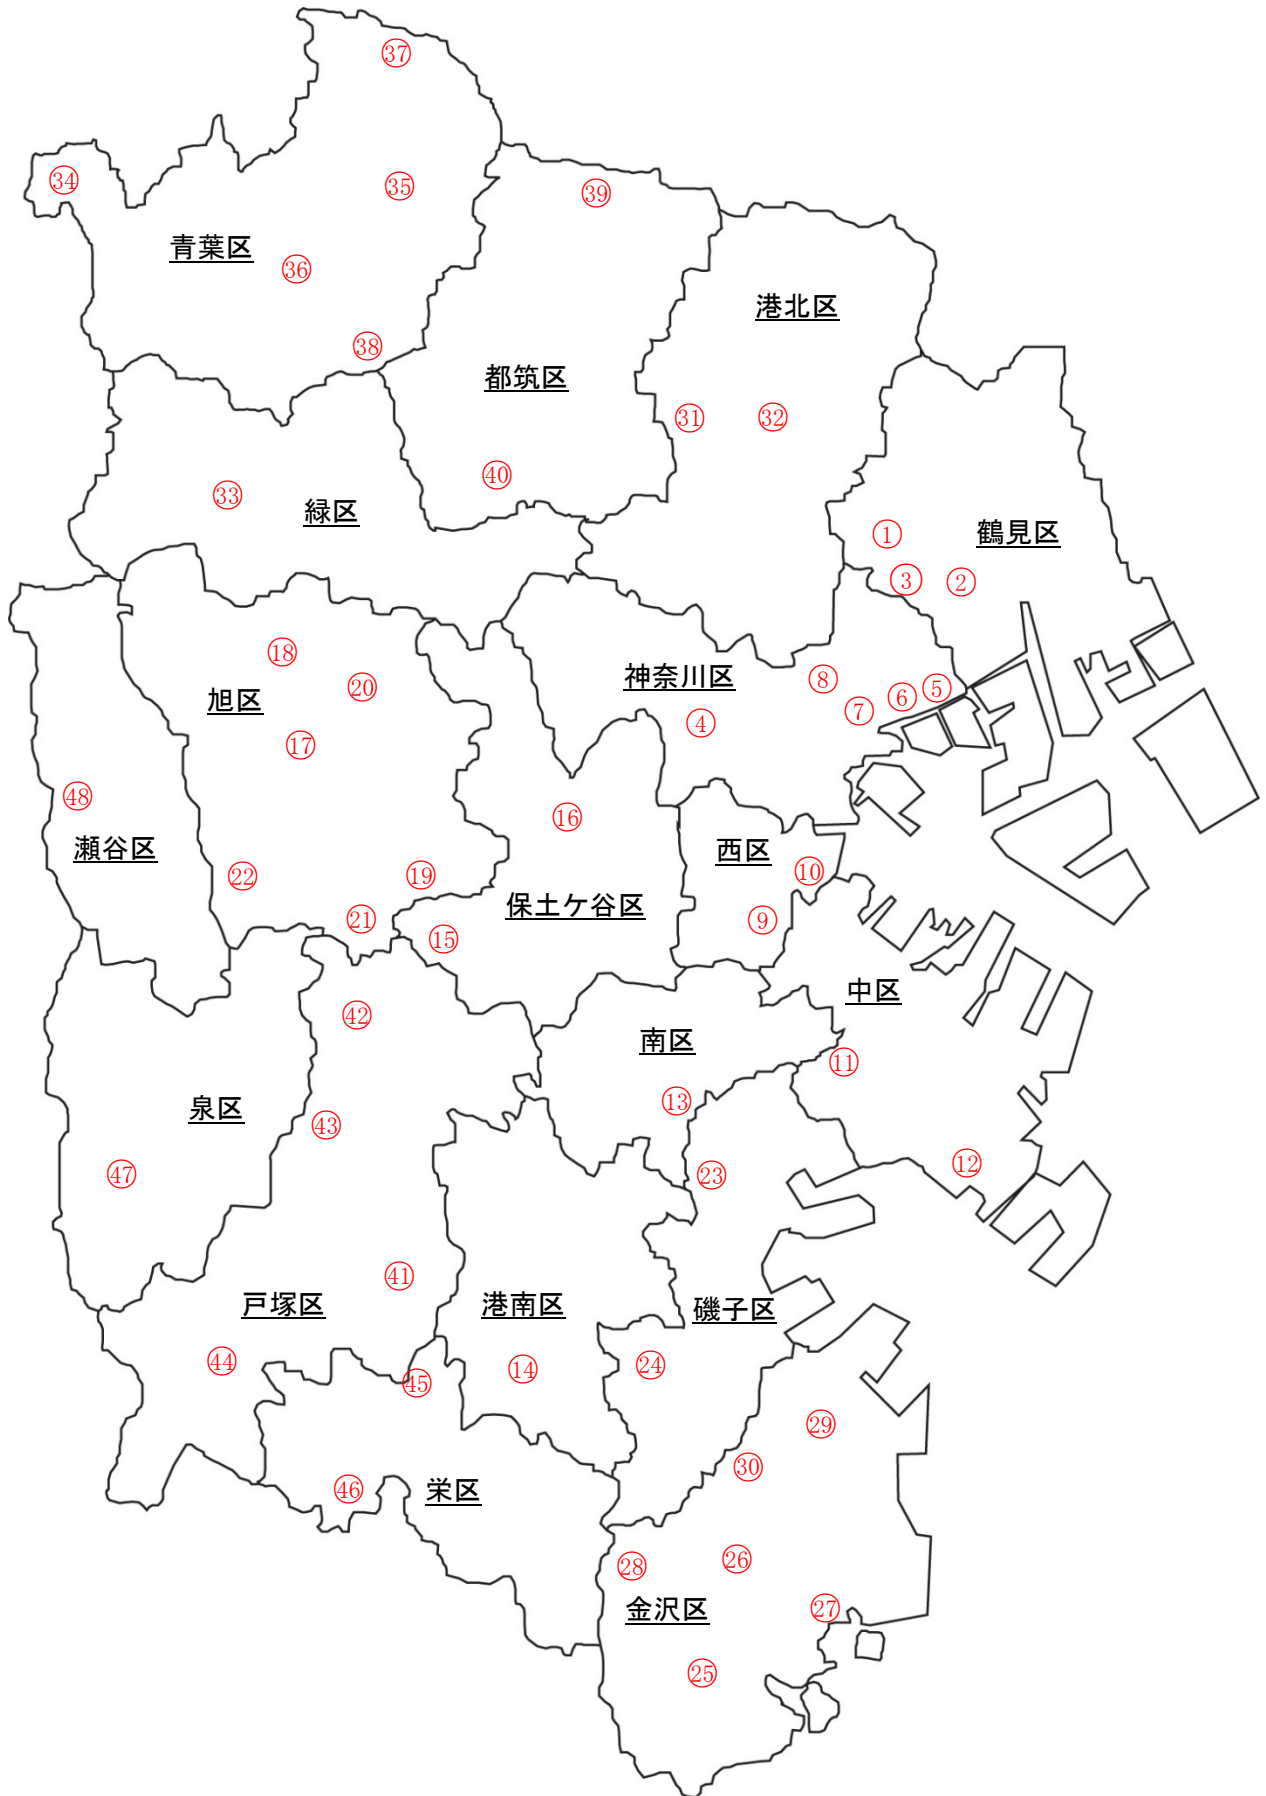 ㊲
㉞
㉟
㊴
青葉区
㊱
港北区
㊳
都筑区
㉛
㉜
㊵
㉝
緑区
①
鶴見区
③
②
⑱
神奈川区
⑧
⑳
⑤
旭区
⑥
⑦
④
⑰
㊽
⑯
瀬谷区
西区
⑩
㉒
⑲
保土ケ谷区
㉑
⑨
⑮
中区
㊷
南区
⑪
泉区
⑬
㊸
⑫
㊼
㉓
㊶
戸塚区
港南区
磯子区
㊹
⑭
㉔
㊺
㉙
㉚
㊻
栄区
㉖
㉘
金沢区
㉗
㉕